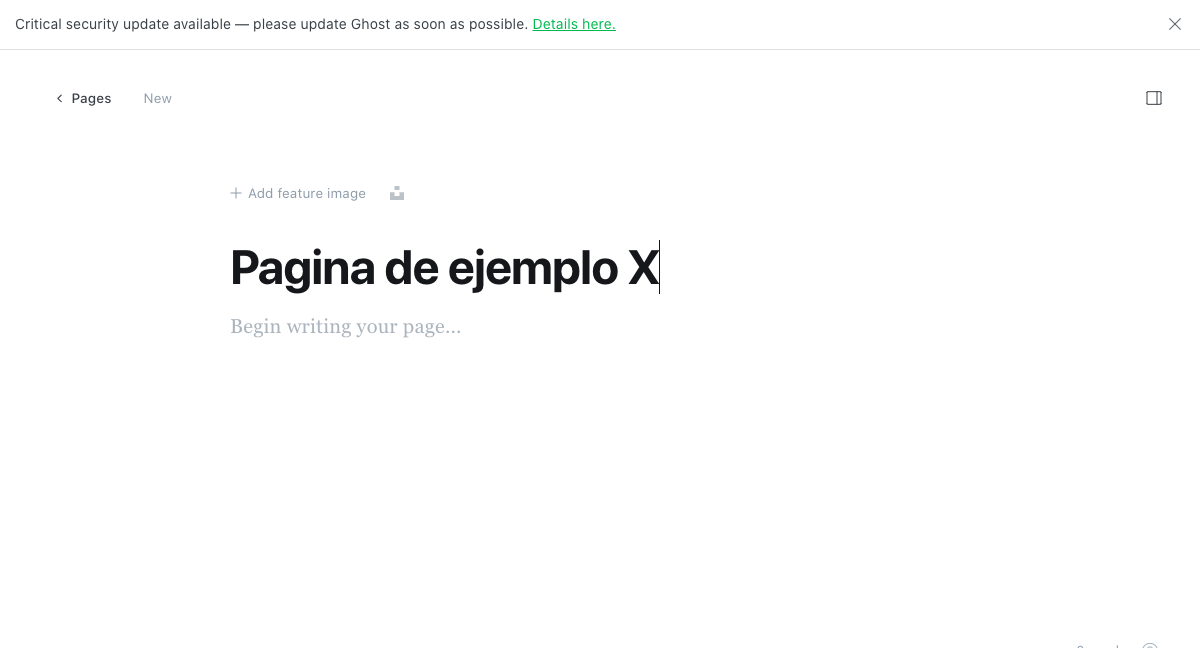 Critical security update available — please update Ghost as soon as possible. Details here.
Pages New
Add feature image
Pagina de ejemplo X
Begin writing your page...